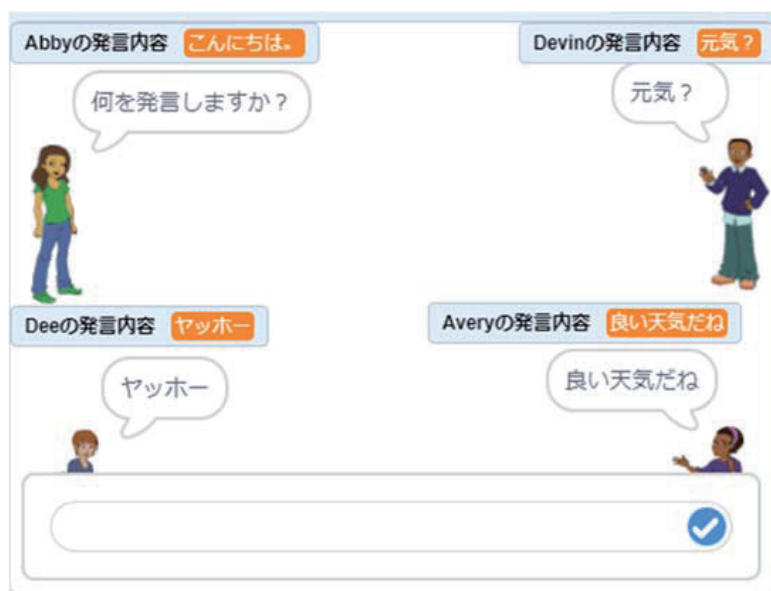 Abbyの発言内容 こんにちは。
Devinの発言内容 元気？
何を発言しますか？
元気？
Deeの発言内容 ヤッホー
Averyの発言内容 良い天気だね
ヤッホー
良い天気だね